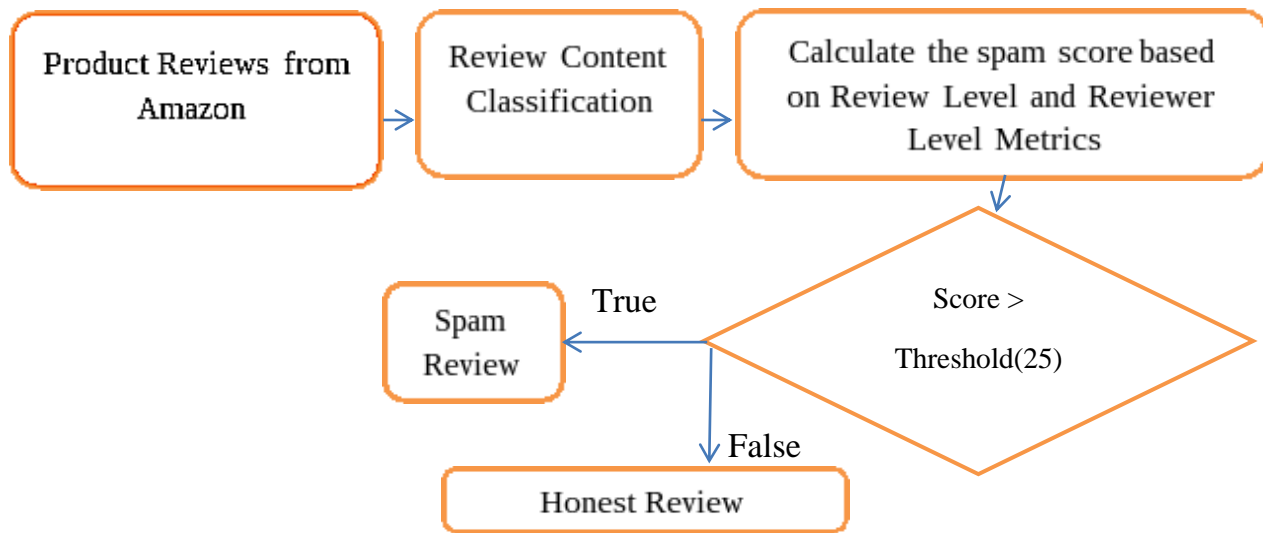 Product Reviews from
Amazon
Review Content
Classification
Calculate the spam score based
on Review Level and Reviewer
Level Metrics
Score >
Threshold(25)
True
Spam
Review
False
Honest Review